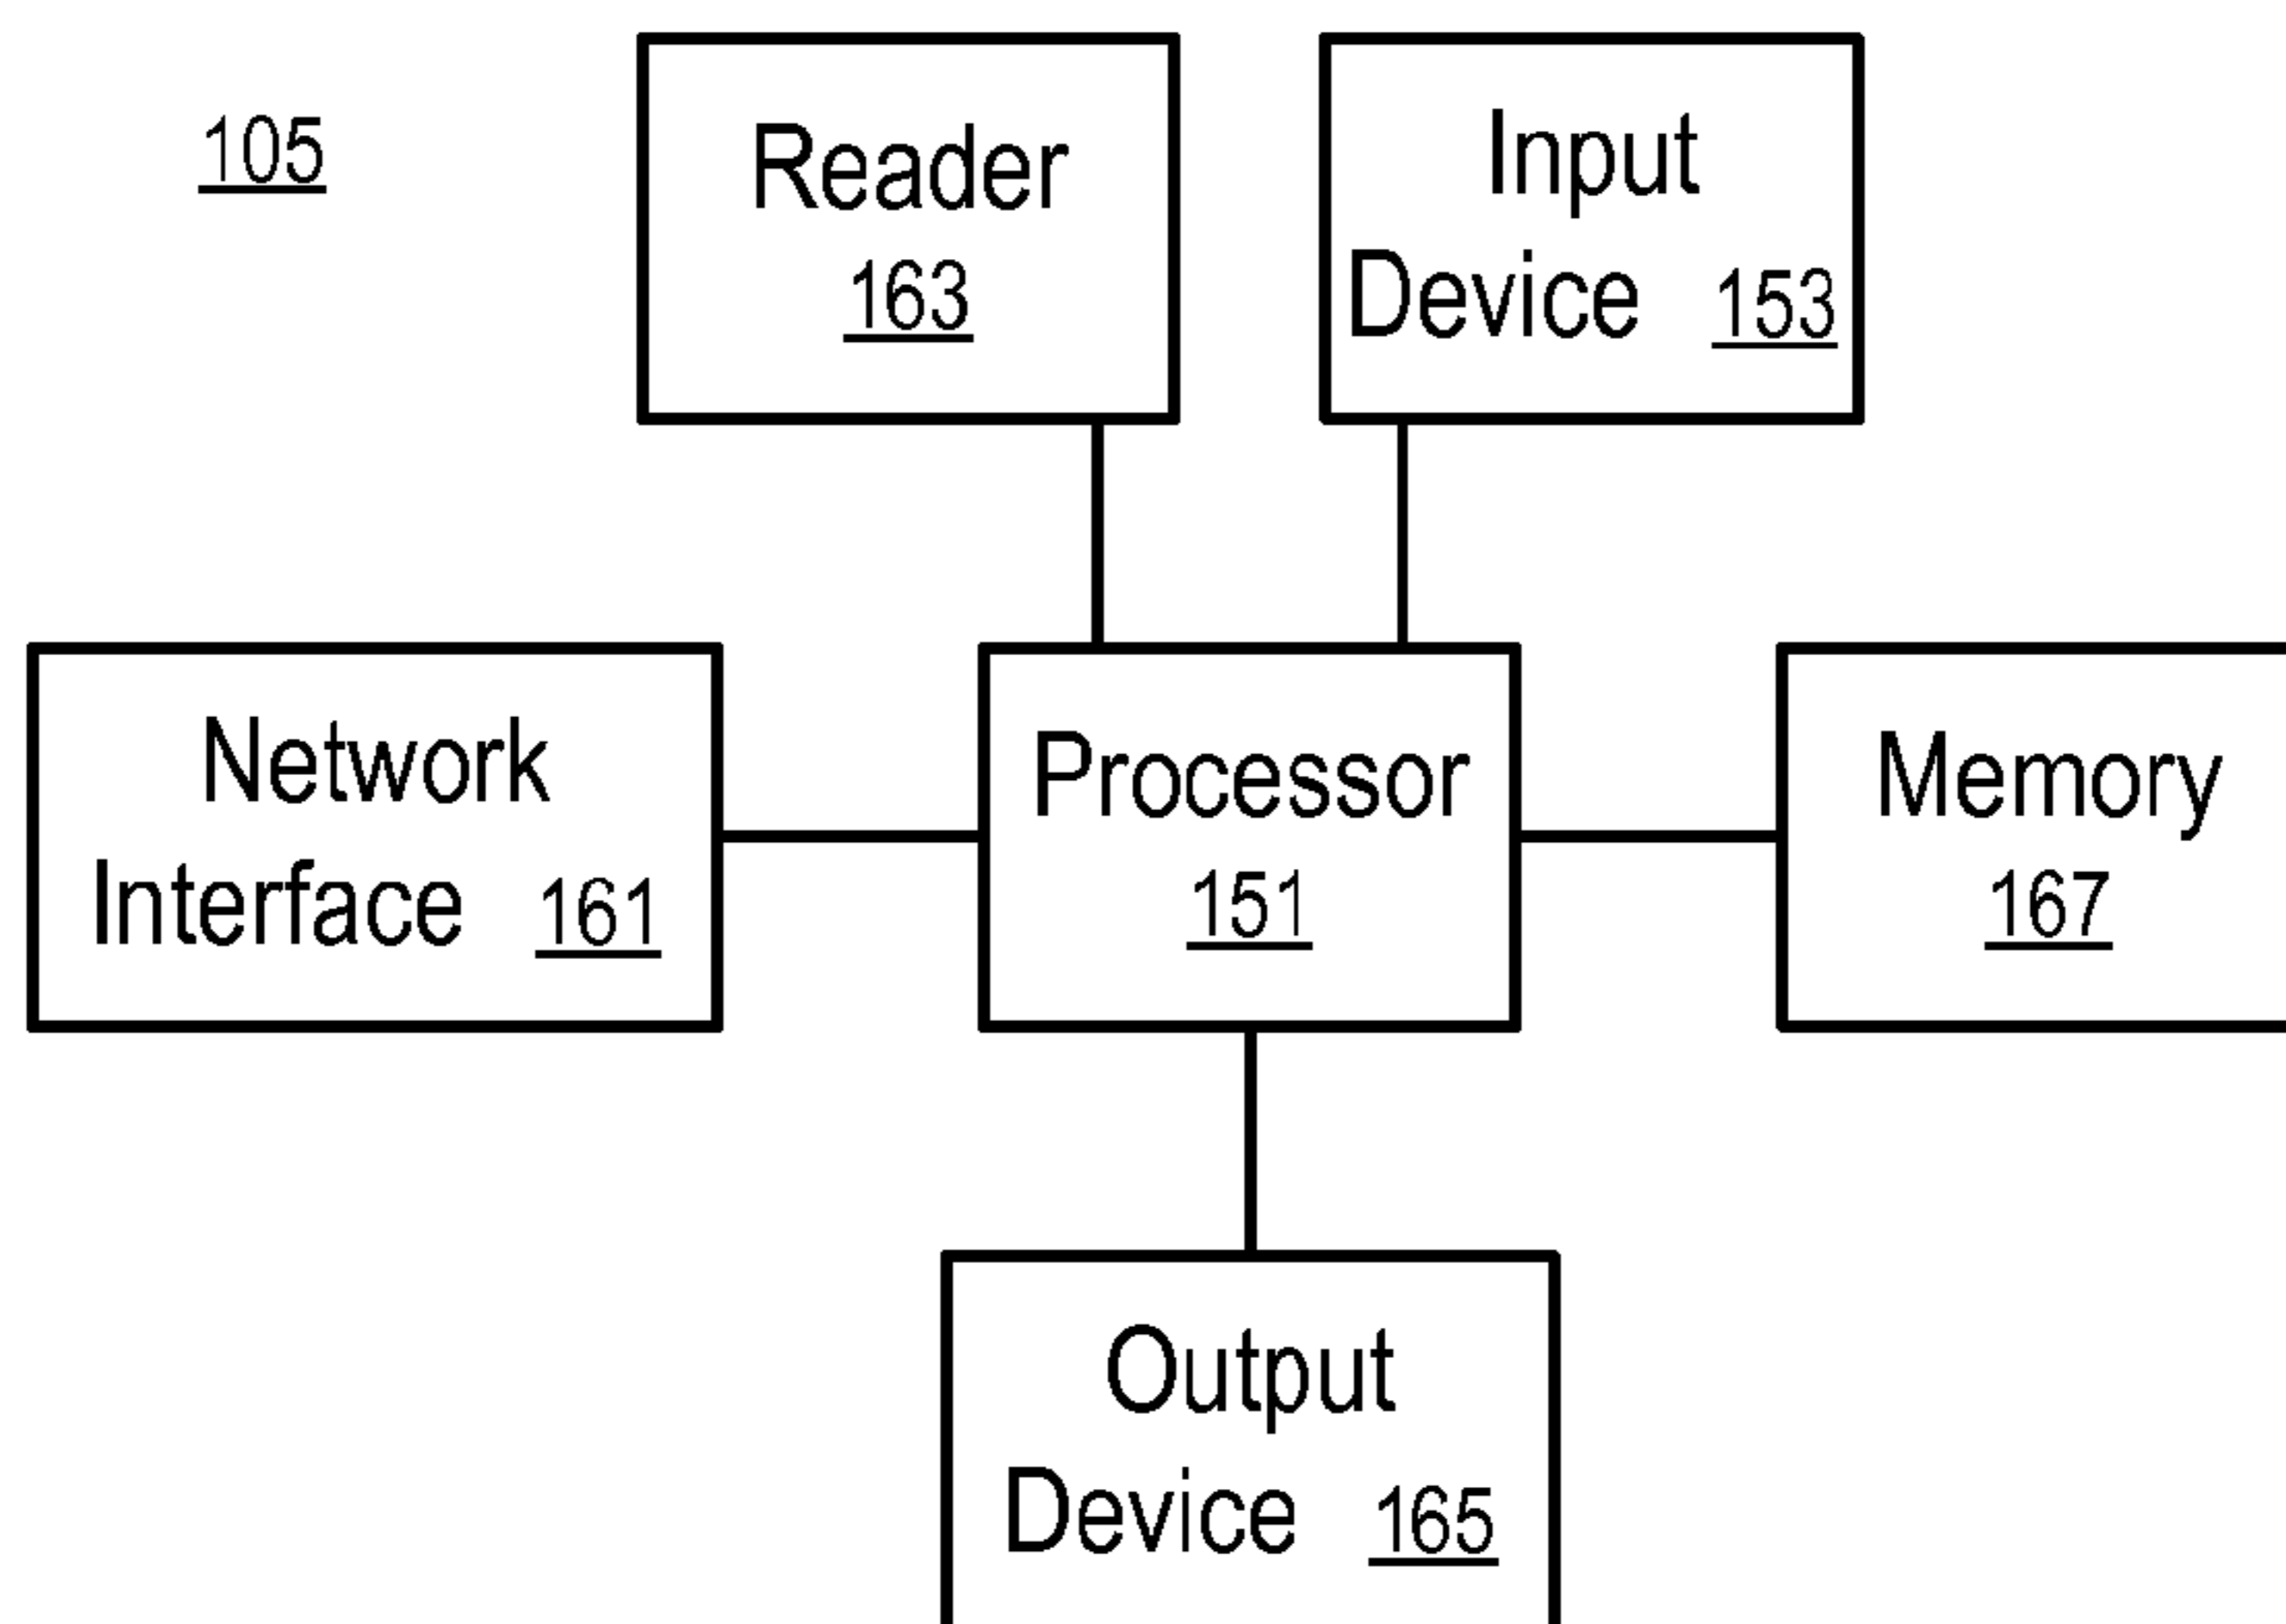 105
Reader
163
Input
Device 153
Network
Interface 161
Processor
151
Memory
167
Output
Device 165